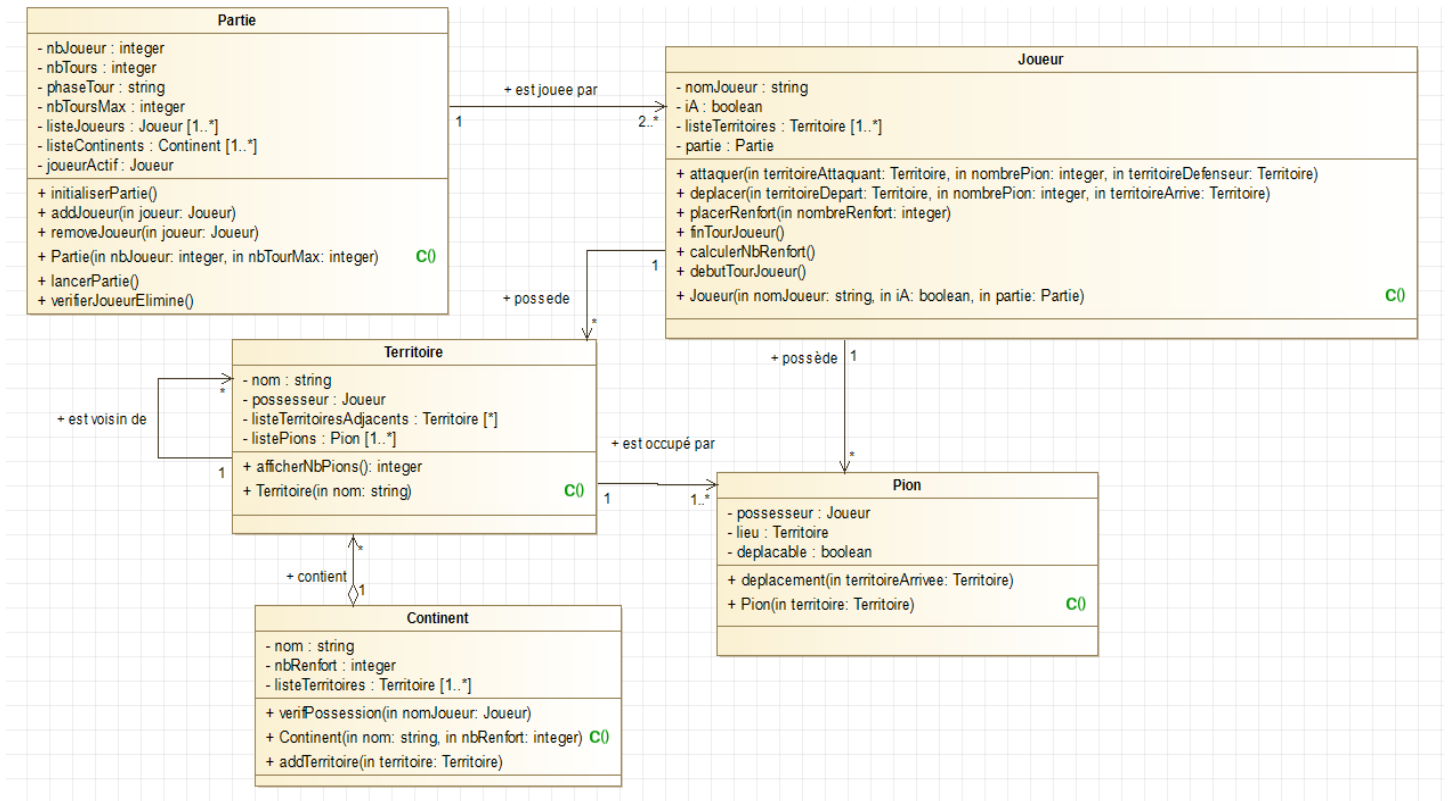 Partie
- nbJoueur : integer
- nbTours : integer
- phaseTour : string
- nbToursMax : integer
- listeJoueurs : Joueur [1..*]
- listeContinents : Continent [1..*]
- joueurActif : Joueur
+ initialiserPartie()
+ addJoueur(in joueur: Joueur)
+ removeJoueur(in joueur: Joueur)
+ Partie(in nbJoueur: integer, in nbTourMax: integer) C()
+ lancerPartie()
+ verifierJoueurElimine()
+ est jouee par
1
2..*
Joueur
- nomJoueur : string
- iA : boolean
- listeTerritoires : Territoire [1..*]
- partie : Partie
+ attaquer(in territoireAttaquant: Territoire, in nombrePion: integer, in territoireDefenseur: Territoire)
+ deplacer(in territoireDepart: Territoire, in nombrePion: integer, in territoireArrive: Territoire)
+ placerRenfort(in nombreRenfort: integer)
+ finTourJoueur()
+ calculerNbRenfort()
+ debutTourJoueur()
+ Joueur(in nomJoueur: string, in iA: boolean, in partie: Partie) C()
1
+ possede
*
+ possède
1
*
Territoire
- nom : string
- possesseur : Joueur
- listeTerritoiresAdjacents : Territoire [*]
- listePions : Pion [1..*]
+ afficherNbPions(): integer
+ Territoire(in nom: string) C()
*
+ est voisin de
1
+ est occupé par
1
1..*
Pion
- possesseur : Joueur
- lieu : Territoire
- deplacable : boolean
+ deplacement(in territoireArrivee: Territoire)
+ Pion(in territoire: Territoire) C()
*
+ contient
1
Continent
- nom : string
- nbRenfort : integer
- listeTerritoires : Territoire [1..*]
+ verifPossession(in nomJoueur: Joueur)
+ Continent(in nom: string, in nbRenfort: integer) C()
+ addTerritoire(in territoire: Territoire)